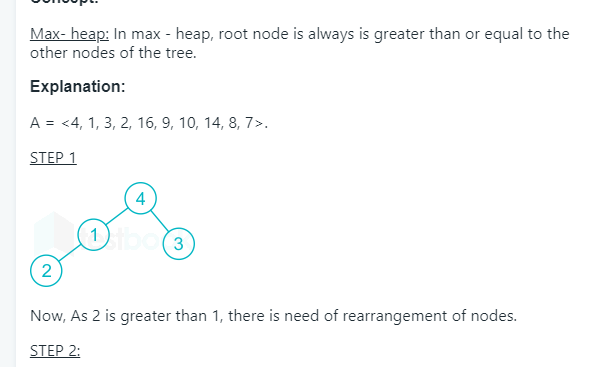 Concept:
Max- heap: In max - heap, root node is always is greater than or equal to the
other nodes of the tree.
Explanation:
A = <4, 1, 3, 2, 16, 9, 10, 14, 8, 7>.
STEP 1
4
1
3
2
Now, As 2 is greater than 1, there is need of rearrangement of nodes.
STEP 2: